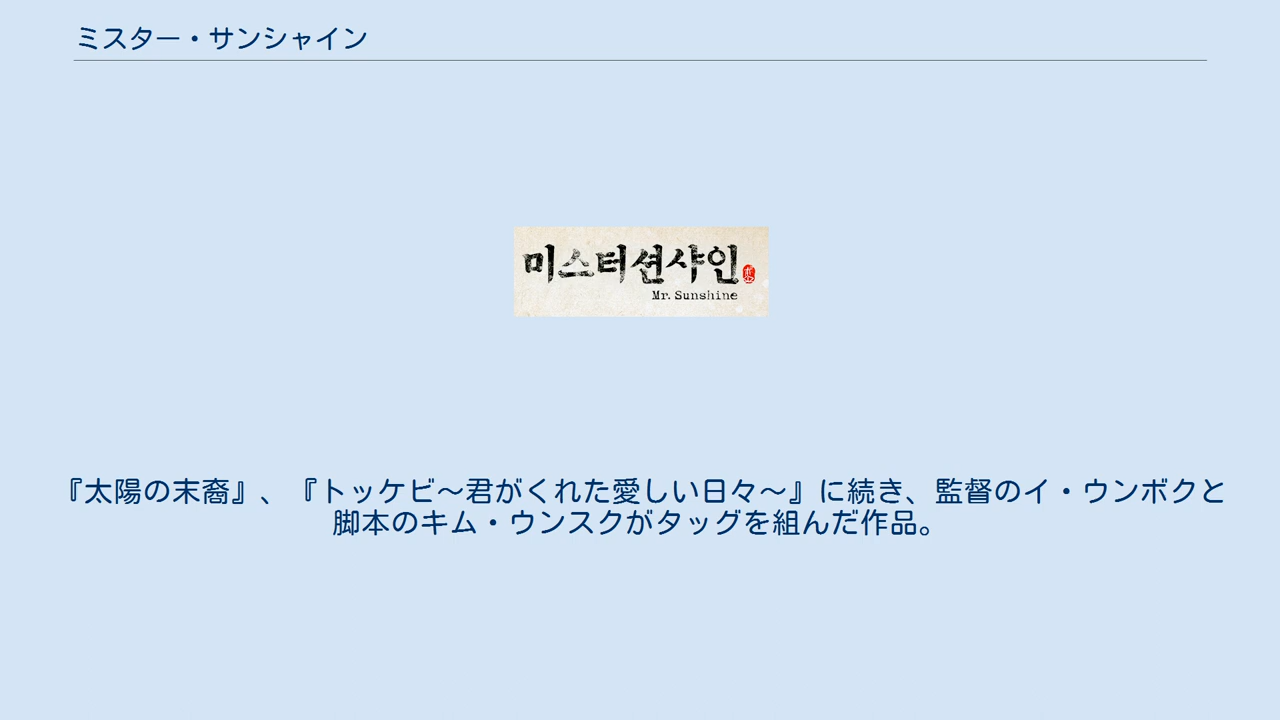 ミスター・サンシャイン
미스터션샤인
Mr. Sunshine
『太陽の末裔』、『トッケビ～君がくれた愛しい日々～』に続き、監督のイ・ウンボクと
脚本のキム・ウンスクがタッグを組んだ作品。